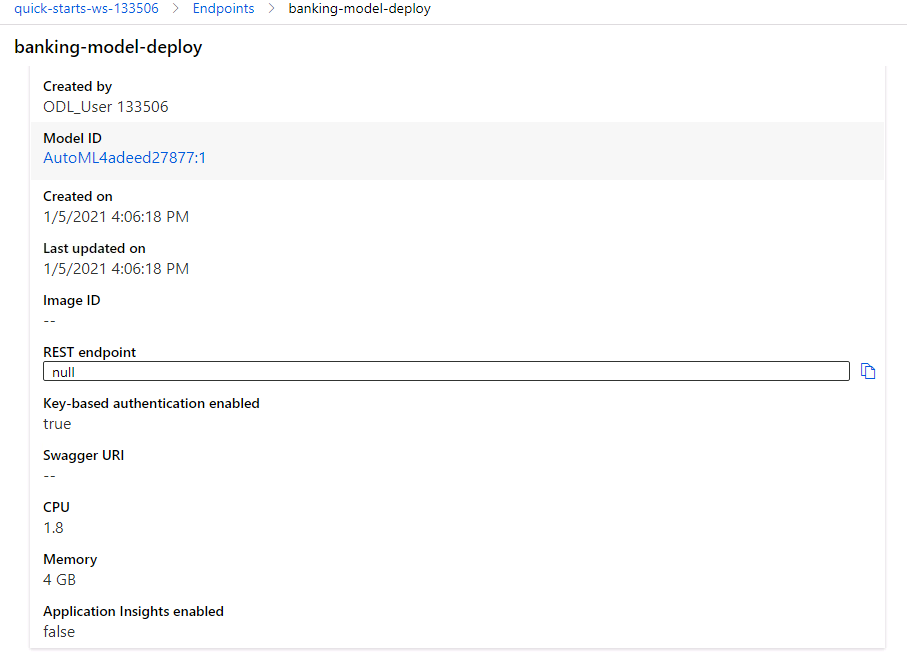 quick-starts-ws-133506 > Endpoints > banking-model-deploy
banking-model-deploy
Created by
ODL_User 133506
Model ID
AutoML4adeed27877:1
Created on
1/5/2021 4:06:18 PM
Last updated on
1/5/2021 4:06:18 PM
Image ID
--
REST endpoint
null
Key-based authentication enabled
true
Swagger URI
--
CPU
1.8
Memory
4 GB
Application Insights enabled
false